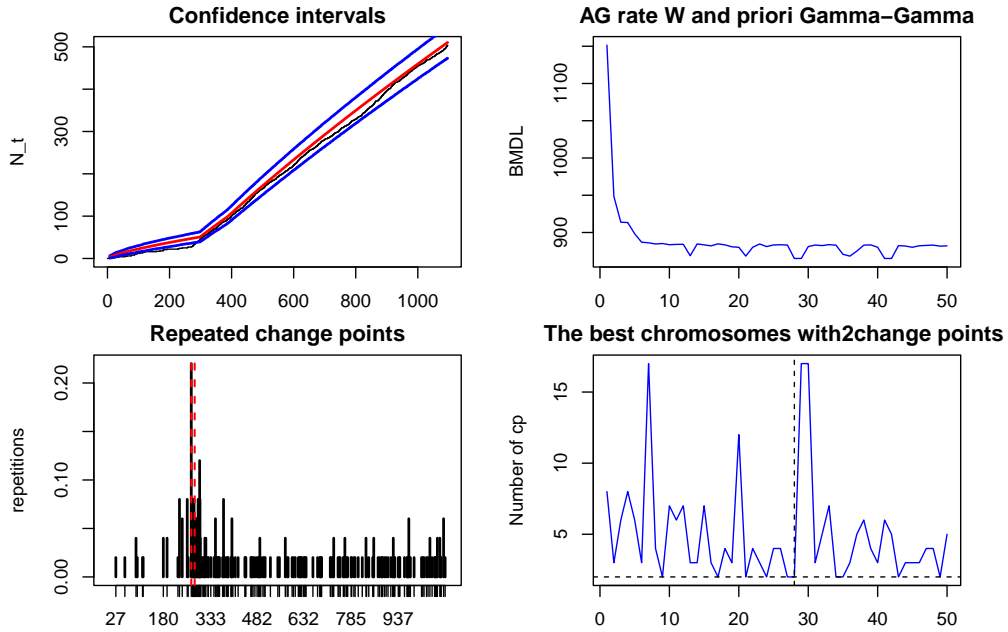 Confidence intervals
N_t
0
100
300
500
0 200 400 600 800 1000
AG rate W and priori Gamma−Gamma
BMDL
900
1000
1100
0 10 20 30 40 50
Repeated change points
repetitions
0.00
0.10
0.20
27 180 333 482 632 785 937
The best chromosomes with2change points
Number of cp
5
10
15
0 10 20 30 40 50